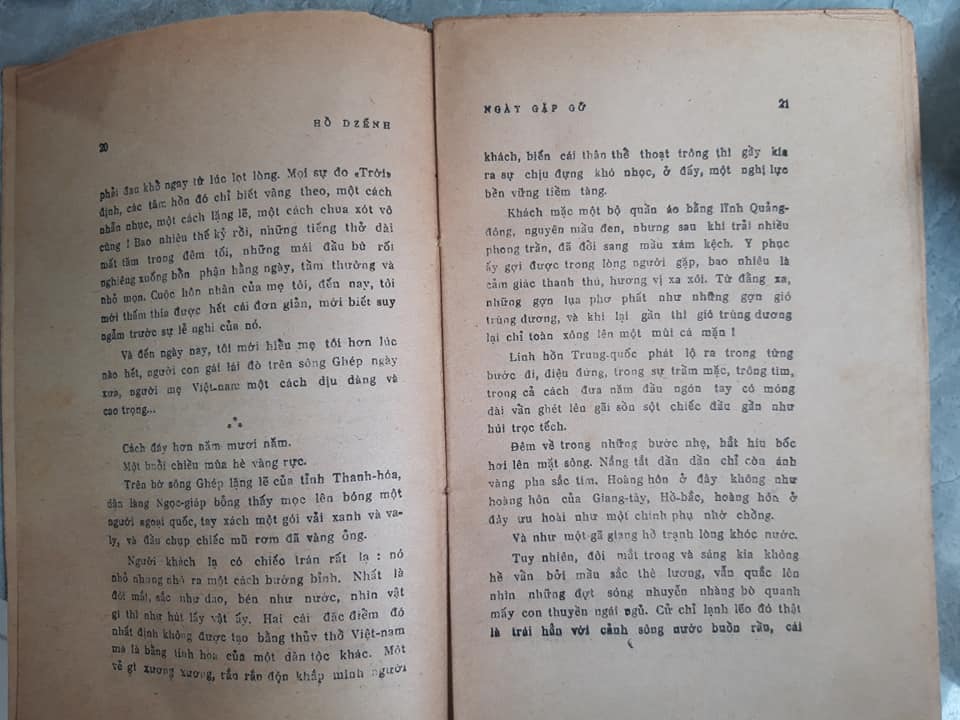 20
HỒ DZẾNH
phải đau khổ ngay từ lúc lọt lòng. Mọi sự do «Trời»
định, các tâm hồn đó chỉ biết vâng theo, một cách
nhẫn nhục, một cách lặng lẽ, một cách chua xót vô
cùng ! Bao nhiêu thế kỷ rồi, những tiếng thở dài
mất tăm trong đêm tối, những mái đầu bù rối
nghiêng xuống bồn phận hằng ngày, tầm thường và
nhỏ mọn. Cuộc hôn nhân của mẹ tôi, đến nay, tôi
mới thấm thía được hết cái đơn giản, mới biết suy
ngẫm trước sự lễ nghi của nó.
Và đến ngày nay, tôi mới hiểu mẹ tôi hơn lúc
nào hết, người con gái lái đò trên sông Ghép ngày
xưa, người mẹ Việt-nam một cách dịu dàng và
cao trọng...
***
Cách đây hơn năm mươi năm.
Một buổi chiều mùa hè vàng rực.
Trên bờ sông Ghép lặng lẽ của tỉnh Thanh-hóa,
dân làng Ngọc-giáp bỗng thấy mọc lên bóng một
người ngoại quốc, tay xách một gói vải xanh và va-
ly, và đầu chụp chiếc mũ rơm đã vàng ông.
Người khách lạ có chiếc trán rất lạ : nó
nhỏ nhưng nhô ra một cách bướng bỉnh. Nhất là
đôi mắt, sắc như dao, bén như nước, nhìn vật
gì thì như hút lấy vật ấy. Hai cái đặc điểm đó
nhất định không được tạo bằng thủy thổ Việt-nam
mà là bằng tinh hoa của một dân tộc khác. Một
vẻ gì xương xương, rắn rắn độn khắp mình người
NGÀY GẶP GỠ
21
khách, biến cái thân thể thoạt trông thì gầy kia
ra sự chịu đựng khó nhọc, ở đấy, một nghị lực
bền vững tiềm tàng.
Khách mặc một bộ quần áo bằng lĩnh Quảng-
đông, nguyên mầu đen, nhưng sau khi trải nhiều
phong trần, đã đổi sang mầu xám kệch. Y phục
ấy gợi được trong lòng người gặp, bao nhiêu là
cảm giác thanh thú, hương vị xa xôi. Từ đằng xa,
những gợn lụa phơ phất như những gợn gió
trùng dương, và khi lại gần thì gió trùng dương
lại chỉ toàn xông lên một mùi cá mặn !
Linh hồn Trung-quốc phát lộ ra trong từng
bước đi, điệu đứng, trong sự trầm mặc, trông tìm,
trong cả cách đưa năm đầu ngón tay có móng
dài vằn ghét lên gãi sồn sột chiếc đầu gần như
húi trọc tếch.
Đêm về trong những bước nhẹ, hắt hiu bốc
hơi lên mặt sông. Nắng tắt dần dần chỉ còn ánh
vàng pha sắc tím. Hoàng hôn ở đây không như
hoàng hôn của Giang-tây, Hồ-bắc, hoàng hôn ở
đây ưu hoài như một chinh phụ nhớ chồng.
Và như một gã giang hồ trạnh lòng khóc nước.
Tuy nhiên, đôi mắt trong và sáng kia không
hề vẩn bởi mầu sắc thê lương, vẫn quắc lên
nhìn những đợt sóng nhuyễn nhàng bò quanh
mấy con thuyền ngái ngủ. Cử chỉ lạnh lẽo đó thật
là trái hẳn với cảnh sông nước buồn rầu, cái